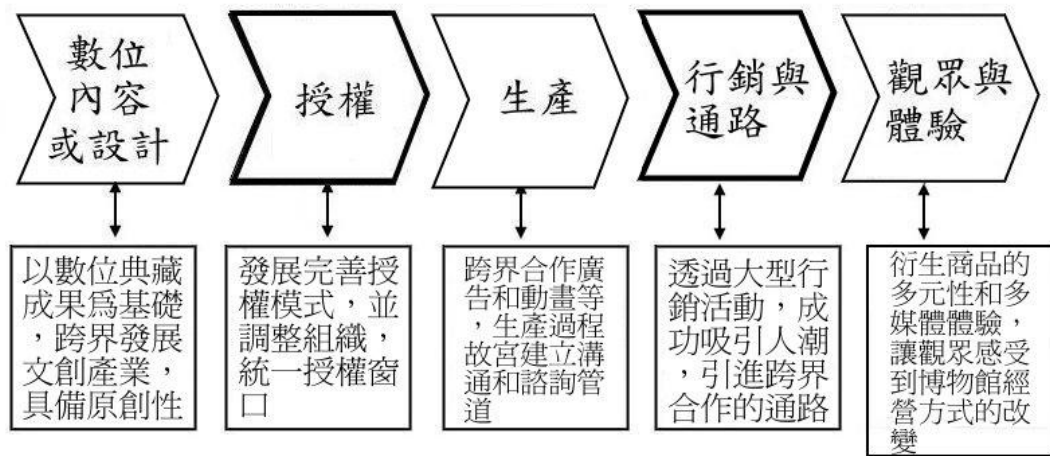 數位
內容
或設計
授權
生產
行銷與
通路
觀眾與
體驗
以數位典藏
成果爲基礎
，跨界發展
文創產業，
具備原創性
發展完善授
權模式，並
調整組織，
統一授權窗
口
跨界合作廣
告和動畫等
，生產過程
故宮建立溝
通和諮詢管
道
透過大型行
銷活動，成
功吸引人潮
，引進跨界
合作的通路
衍生商品的
多元性和多
媒體體驗，
讓觀眾感受
到博物館經
營方式的改
變